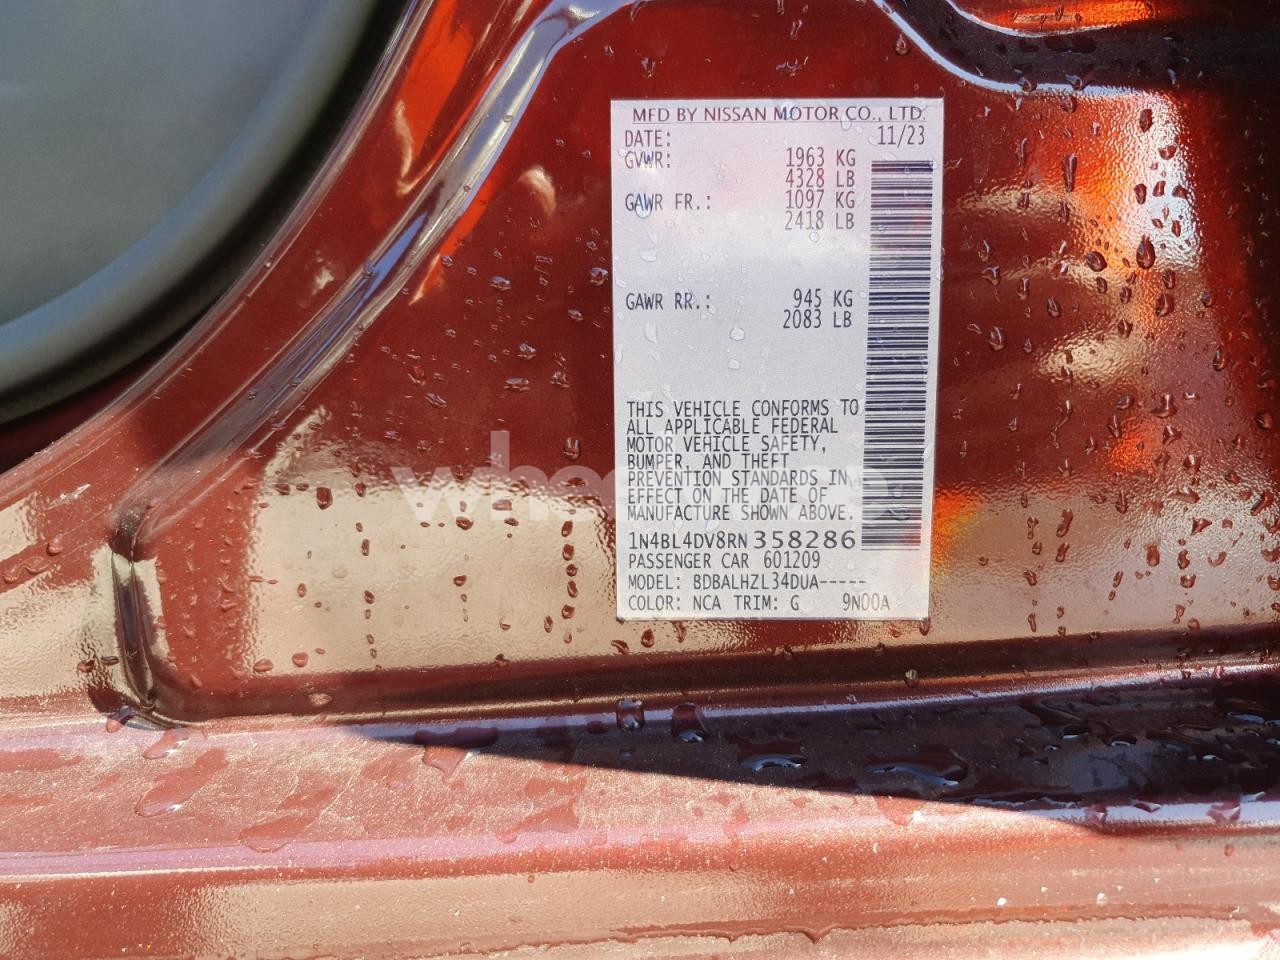 MFD BY NISSAN MOTOR CO., LTD.
DATE: 11/23
GVWR: 1963 KG
4328 LB
GAWR FR.: 1097 KG
2418 LB
GAWR RR.: 945 KG
2083 LB
THIS VEHICLE CONFORMS TO
ALL APPLICABLE FEDERAL
MOTOR VEHICLE SAFETY,
BUMPER, AND THEFT
PREVENTION STANDARDS IN
EFFECT ON THE DATE OF
MANUFACTURE SHOWN ABOVE.
1N4BL4DV8RN358286
PASSENGER CAR 601209
MODEL: BDBALHZL34DUA-----
COLOR: NCA TRIM: G 9N00A